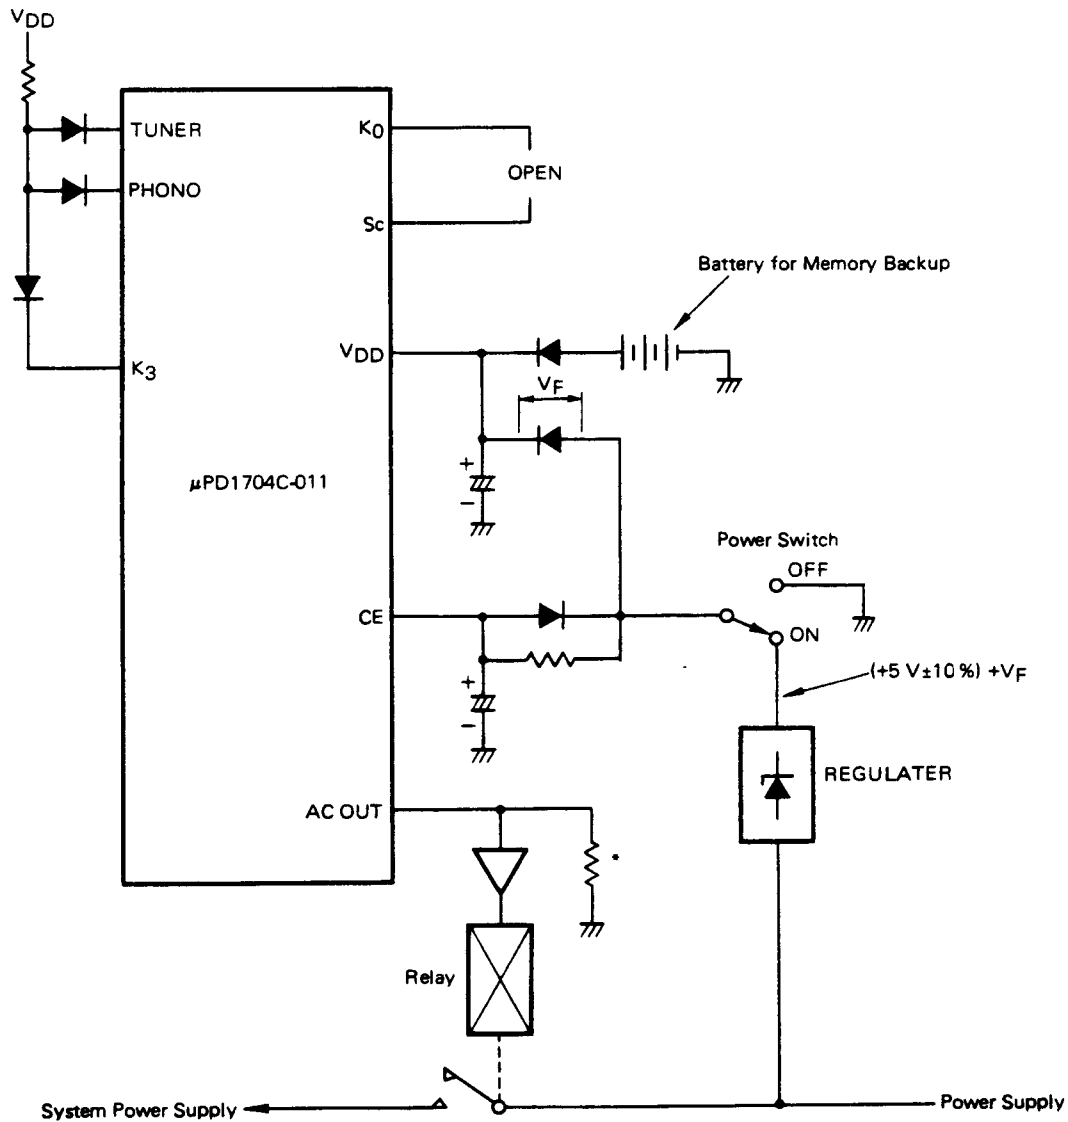 VDD
TUNER
K0
OPEN
PHONO
Sc
Battery for Memory Backup
VDD
K3
VF
+
−
μPD1704C-011
Power Switch
OFF
CE
ON
+
−
(+5 V±10%) +VF
REGULATER
AC OUT
*
Relay
System Power Supply
Power Supply